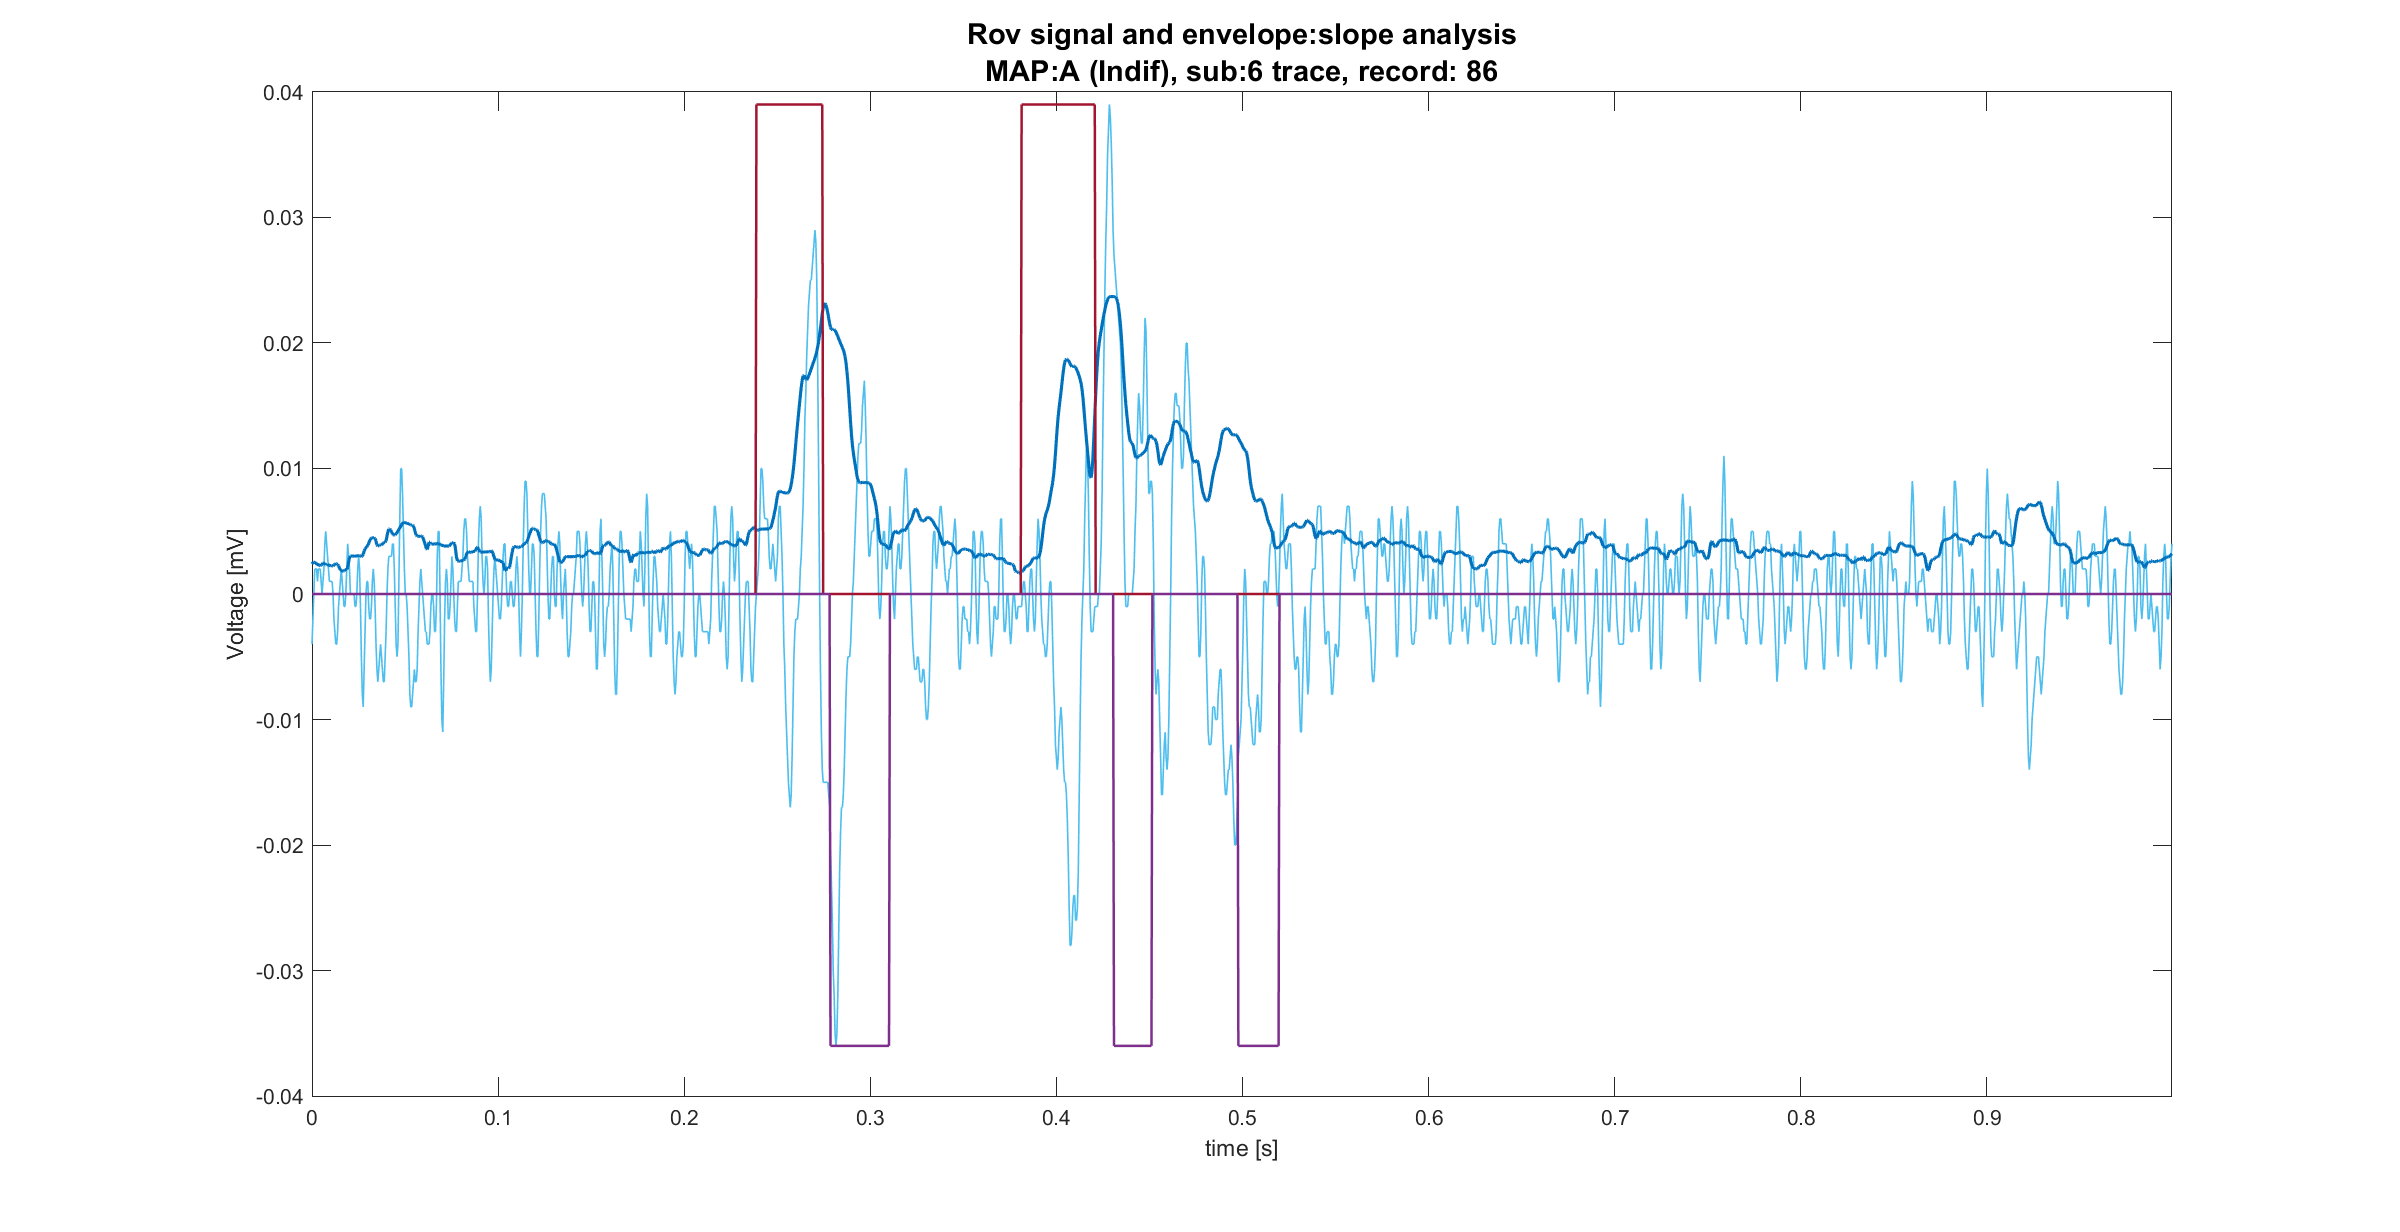 Rov signal and envelope:slope analysis
MAP:A (Indif), sub:6 trace, record: 86
0.04
0.03
0.02
0.01
0
-0.01
-0.02
-0.03
-0.04
Voltage [mV]
0 0.1 0.2 0.3 0.4 0.5 0.6 0.7 0.8 0.9
time [s]